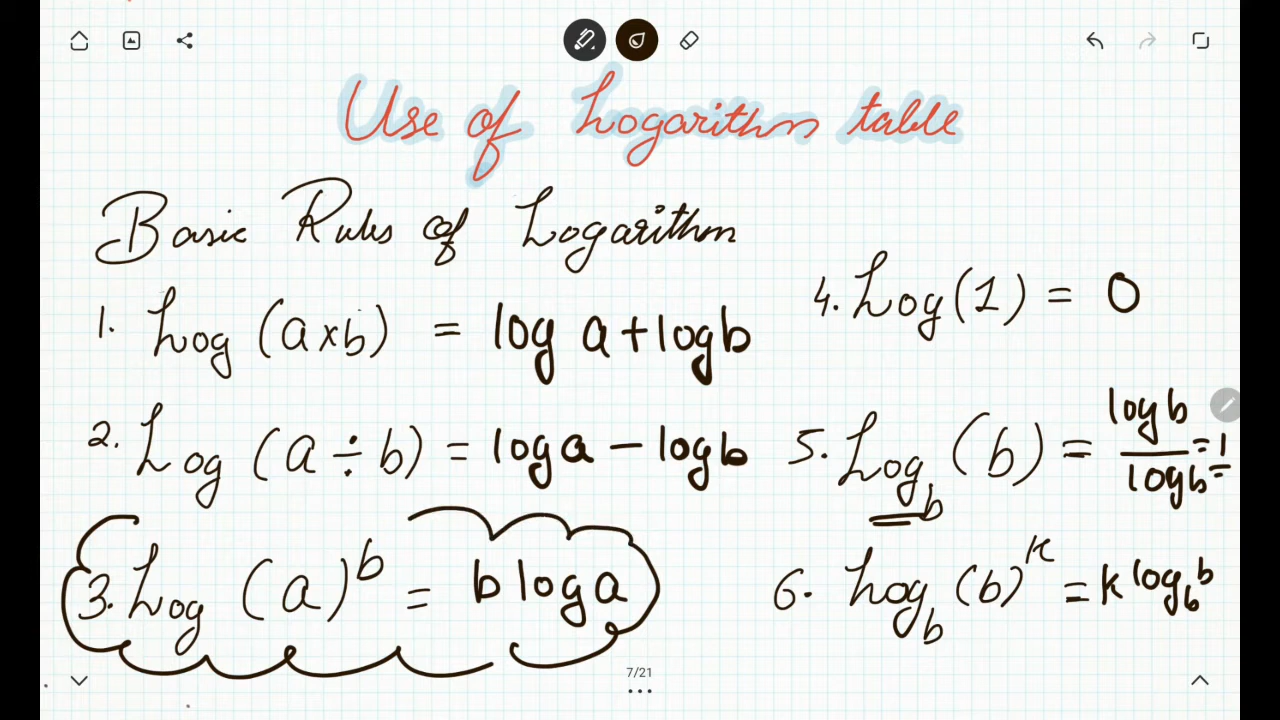 Use of Logarithm table
Basic Rules of Logarithm
1. Log (a×b) = log a + log b
2. Log (a ÷ b) = log a − log b
3. Log (a)^b = b log a
4. Log (1) = 0
5. Log_b (b) = log b / log b = 1 =
6. Log_b (b)^k = k log_b b
7/21